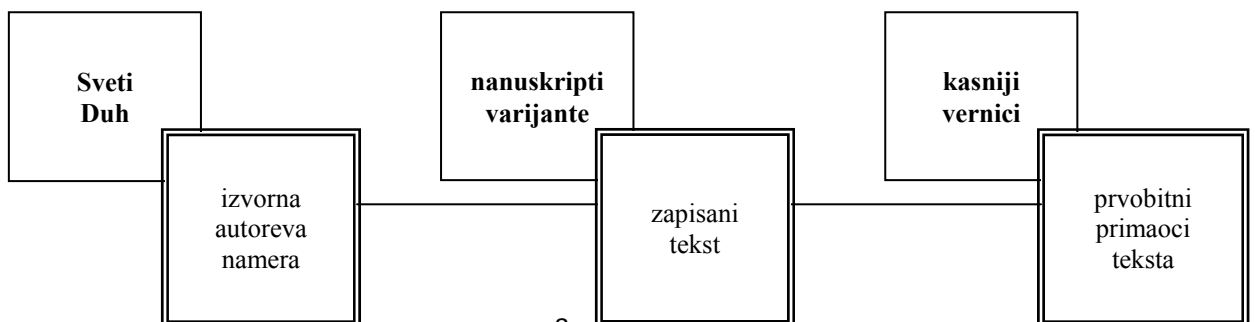 Sveti
Duh
nanuskripti
varijante
kasniji
vernici
izvorna
autoreva
namera
zapisani
tekst
prvobitni
primaoci
teksta